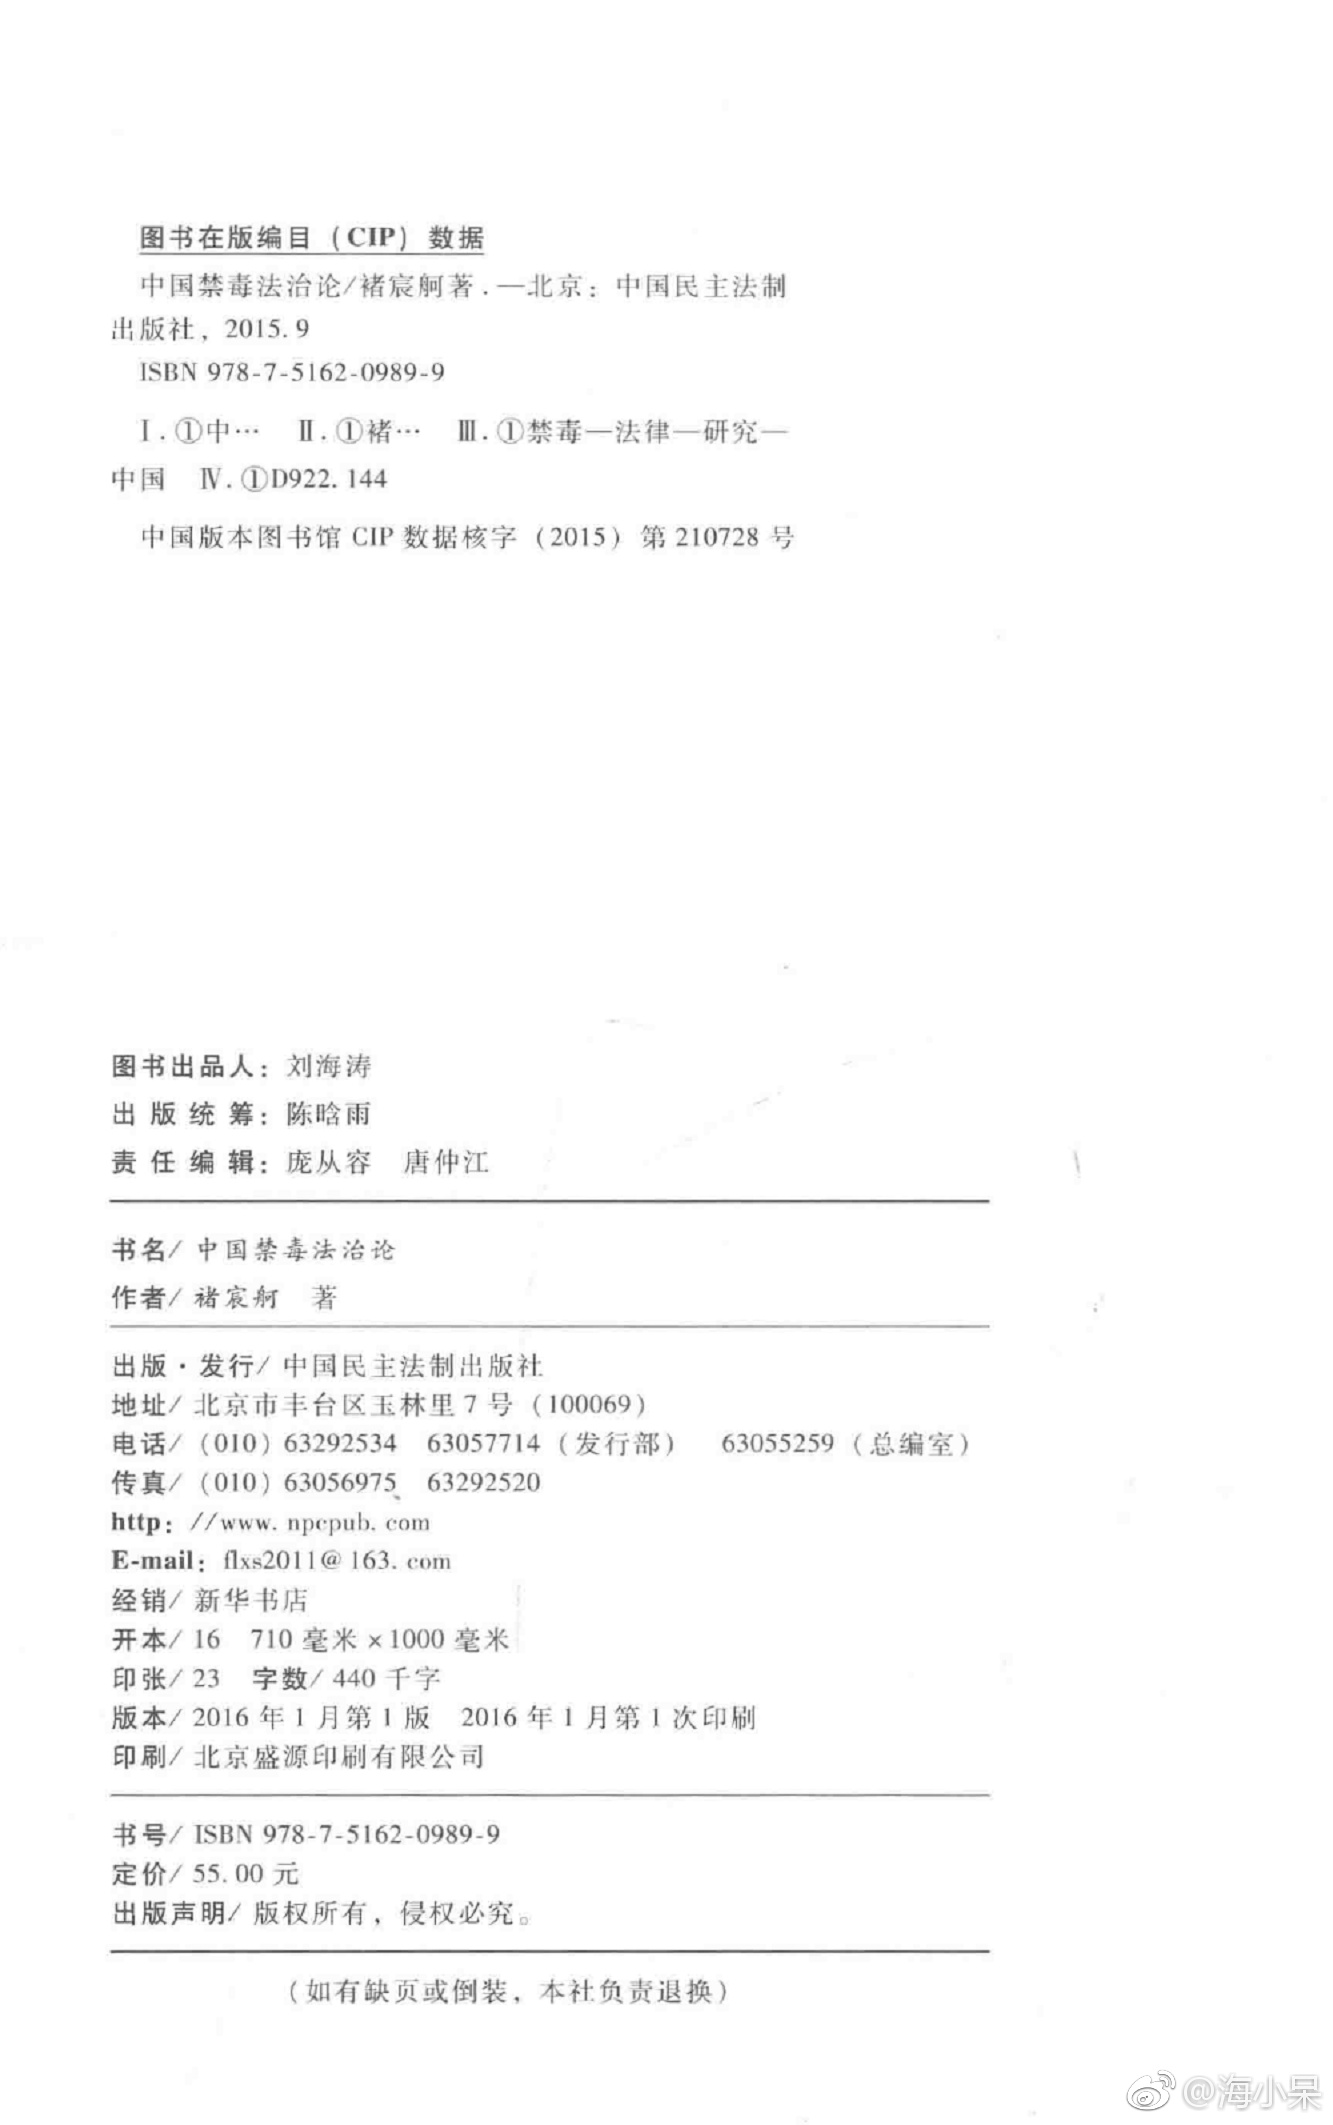 图书在版编目（CIP）数据
中国禁毒法治论/褚宸舸著.—北京：中国民主法制
出版社，2015.9
ISBN 978-7-5162-0989-9
Ⅰ.①中… Ⅱ.①褚… Ⅲ.①禁毒—法律—研究—
中国 Ⅳ.①D922.144
中国版本图书馆 CIP 数据核字（2015）第 210728 号
图书出品人：刘海涛
出版统筹：陈晗雨
责任编辑：庞从容 唐仲江
书名/ 中国禁毒法治论
作者/ 褚宸舸 著
出版·发行/ 中国民主法制出版社
地址/ 北京市丰台区玉林里 7 号（100069）
电话/（010）63292534 63057714（发行部） 63055259（总编室）
传真/（010）63056975 63292520
http：//www.npcpub.com
E-mail：flxs2011@163.com
经销/ 新华书店
开本/ 16 710 毫米×1000 毫米
印张/ 23 字数/ 440 千字
版本/ 2016 年 1 月第 1 版 2016 年 1 月第 1 次印刷
印刷/ 北京盛源印刷有限公司
书号/ ISBN 978-7-5162-0989-9
定价/ 55.00 元
出版声明/ 版权所有，侵权必究。
（如有缺页或倒装，本社负责退换）
@海小呆